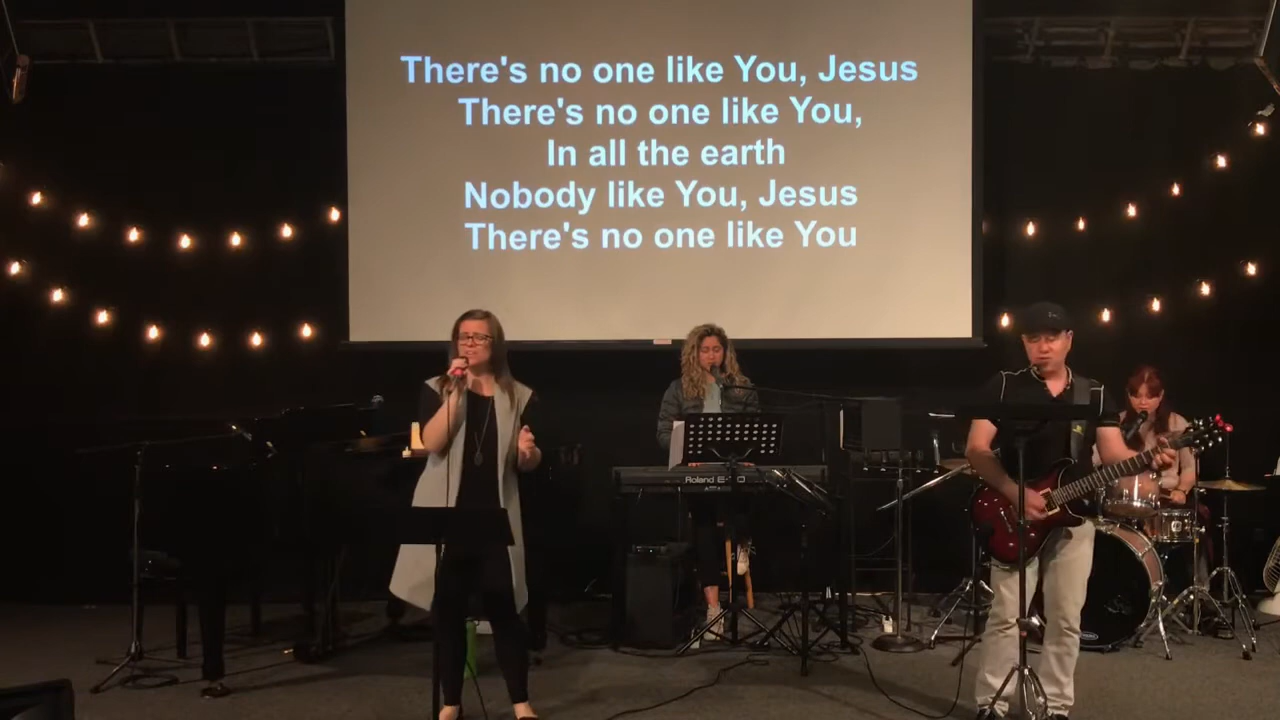 There's no one like You, Jesus
There's no one like You,
In all the earth
Nobody like You, Jesus
There's no one like You
Roland